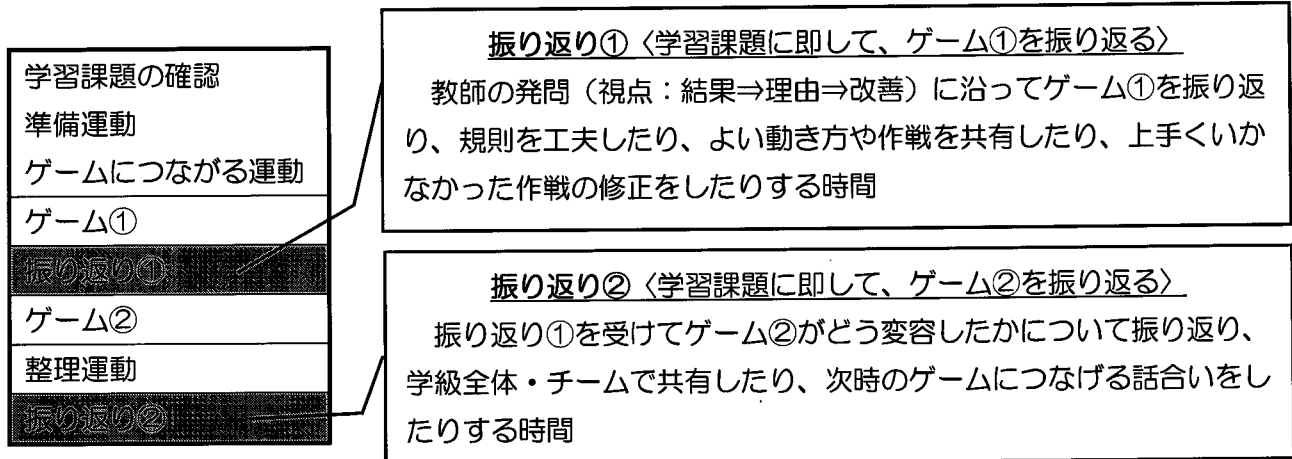 学習課題の確認
準備運動
ゲームにつながる運動
ゲーム①
振り返り①
ゲーム②
整理運動
振り返り②
振り返り①〈学習課題に即して、ゲーム①を振り返る〉
教師の発問（視点：結果⇒理由⇒改善）に沿ってゲーム①を振り返
り、規則を工夫したり、よい動き方や作戦を共有したり、上手くいか
なかった作戦の修正をしたりする時間
振り返り②〈学習課題に即して、ゲーム②を振り返る〉
振り返り①を受けてゲーム②がどう変容したかについて振り返り、
学級全体・チームで共有したり、次時のゲームにつなげる話合いをし
たりする時間